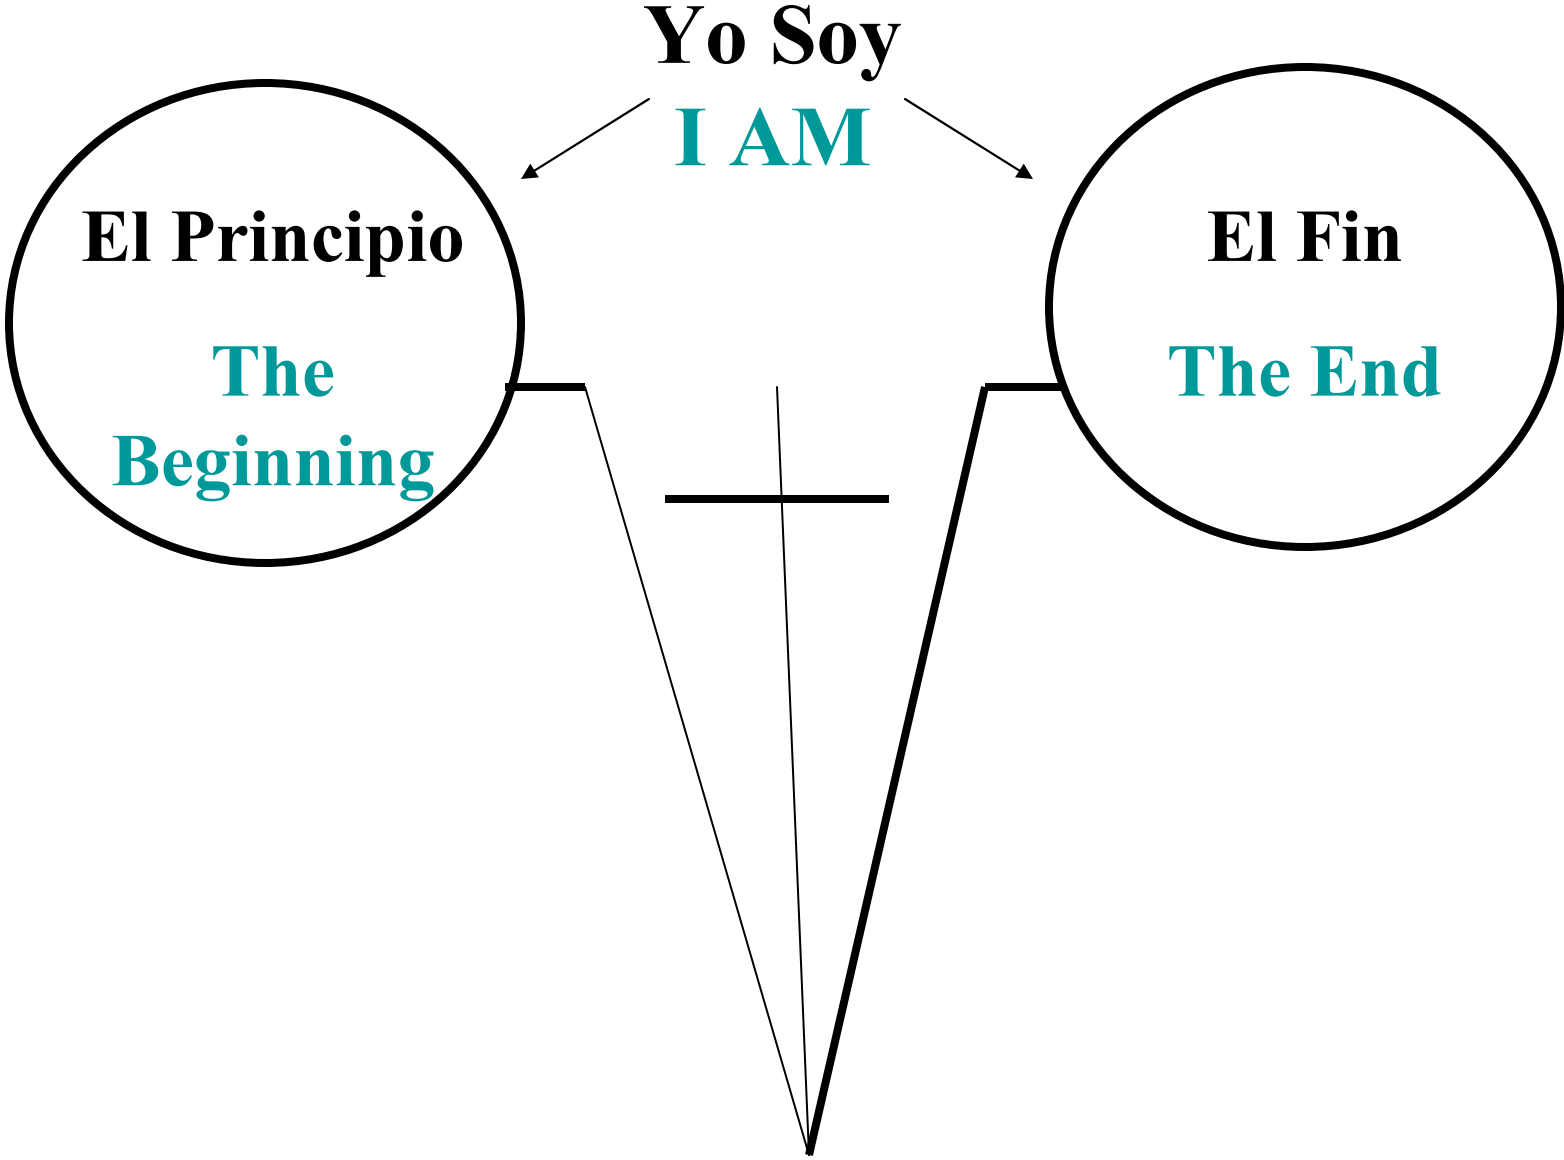 Yo Soy
I AM
El Principio
The
Beginning
El Fin
The End